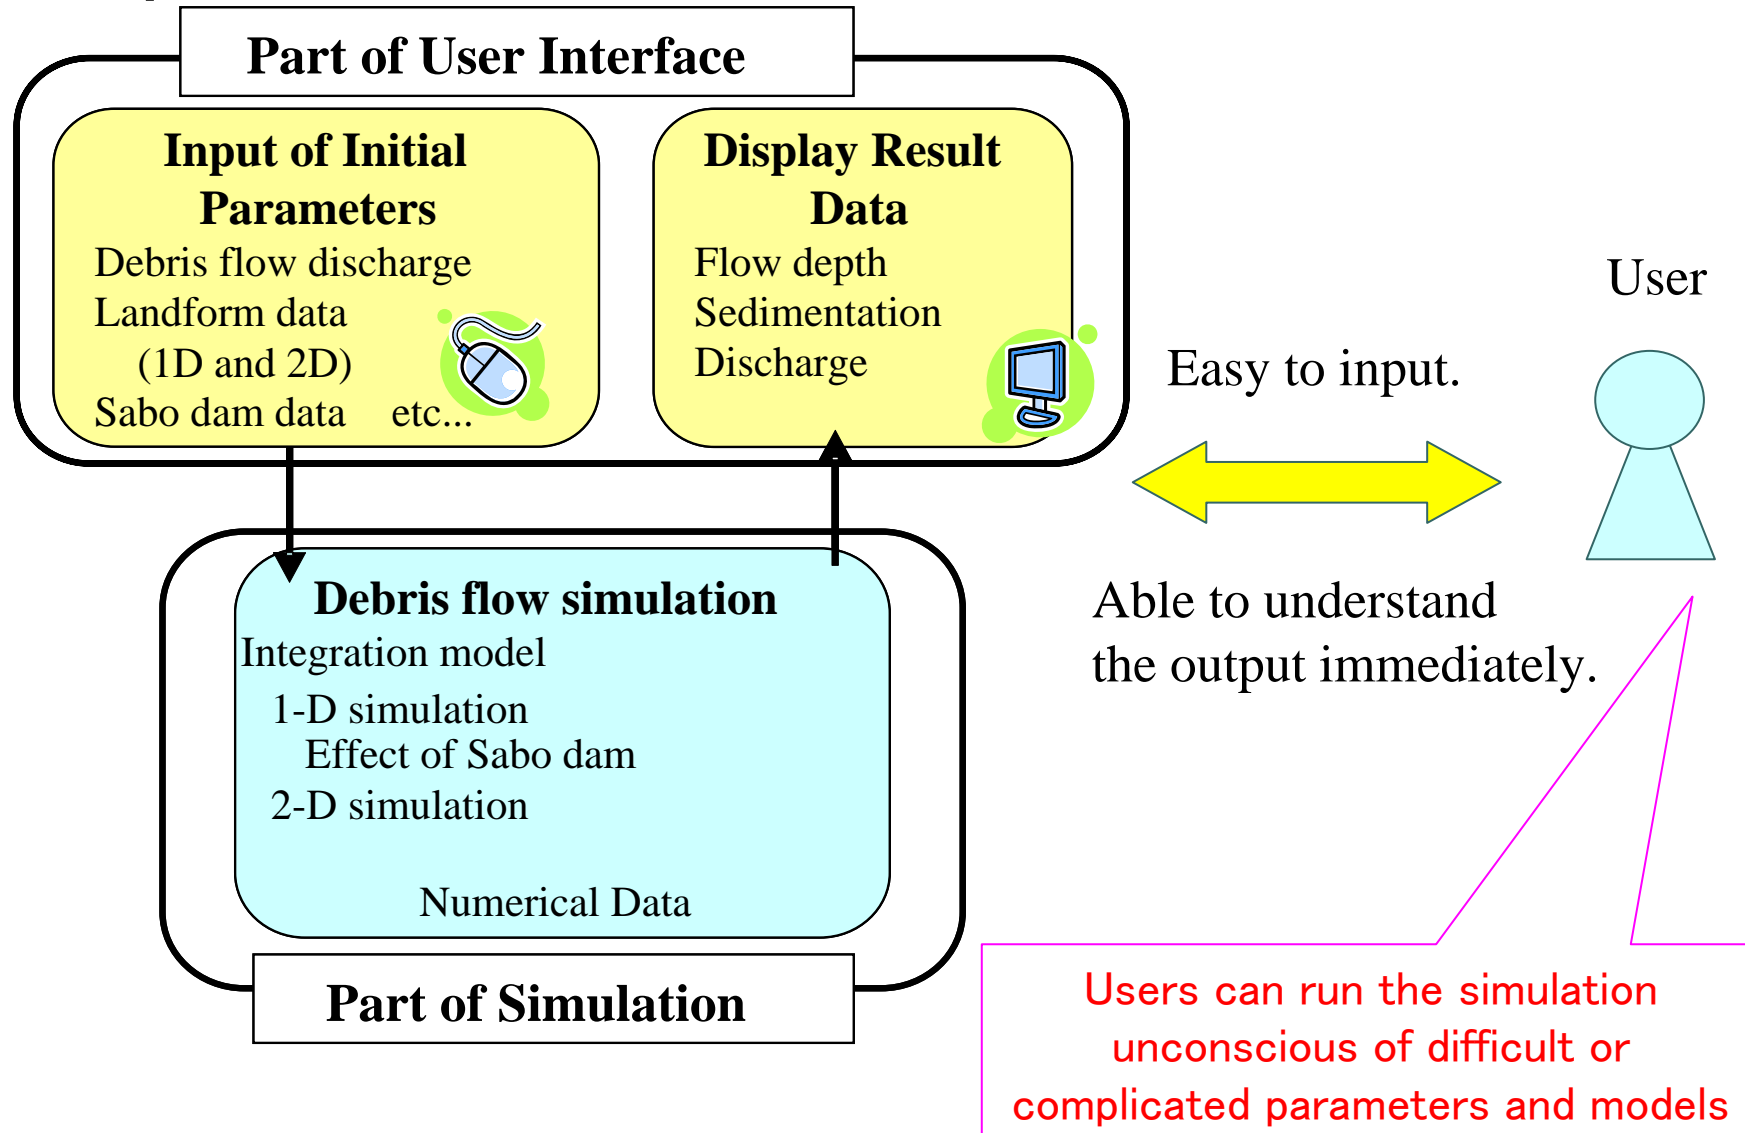 Part of User Interface
Input of Initial
Parameters
Debris flow discharge
Landform data
(1D and 2D)
Sabo dam data etc...
Display Result
Data
Flow depth
Sedimentation
Discharge
User
Easy to input.
Able to understand
the output immediately.
Debris flow simulation
Integration model
1-D simulation
Effect of Sabo dam
2-D simulation
Numerical Data
Part of Simulation
Users can run the simulation
unconscious of difficult or
complicated parameters and models